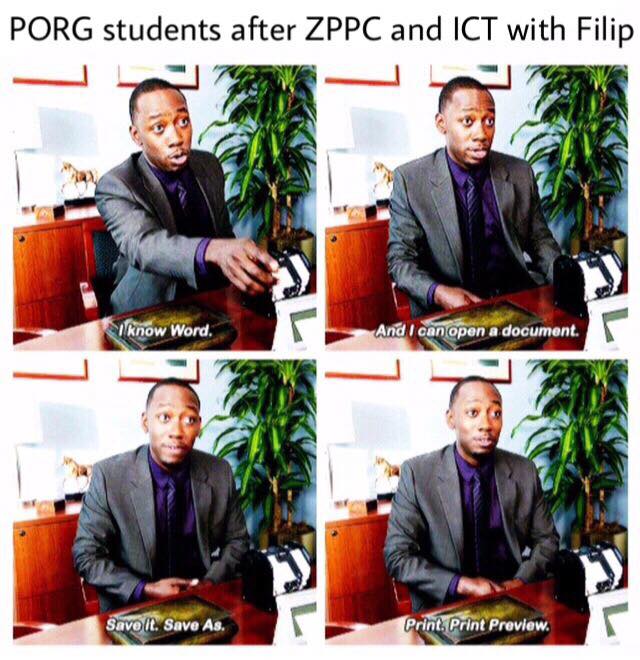 PORG students after ZPPC and ICT with Filip
I know Word.
And I can open a document.
Save it. Save As.
Print. Print Preview.